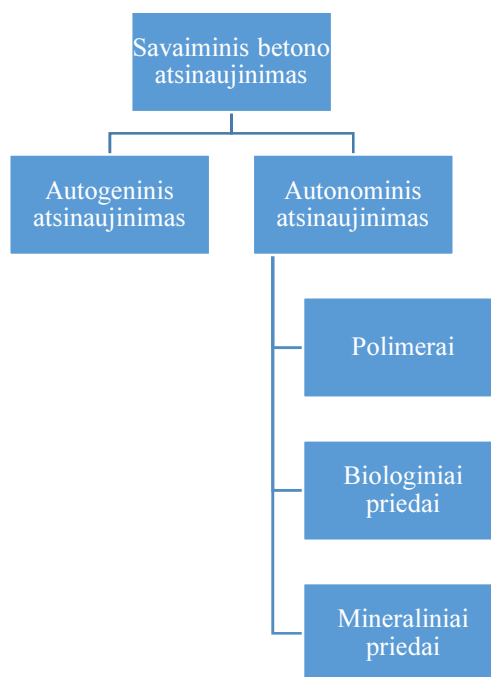 Savaiminis betono
atsinaujinimas
Autogeninis
atsinaujinimas
Autonominis
atsinaujinimas
Polimerai
Biologiniai
priedai
Mineraliniai
priedai